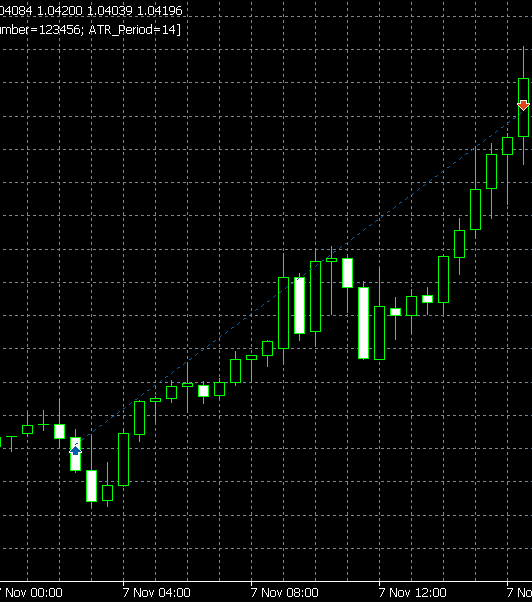 04084 1.04200 1.04039 1.04196
umber=123456; ATR_Period=14]
7 Nov 00:00 7 Nov 04:00 7 Nov 08:00 7 Nov 12:00 7 No